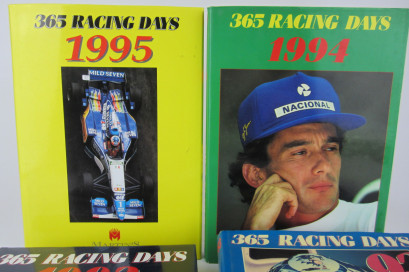 365 RACING DAYS
1995
MILD SEVEN
365 RACING DAYS
1994
NACIONAL
365 RACING DAYS
365 RACING DAYS